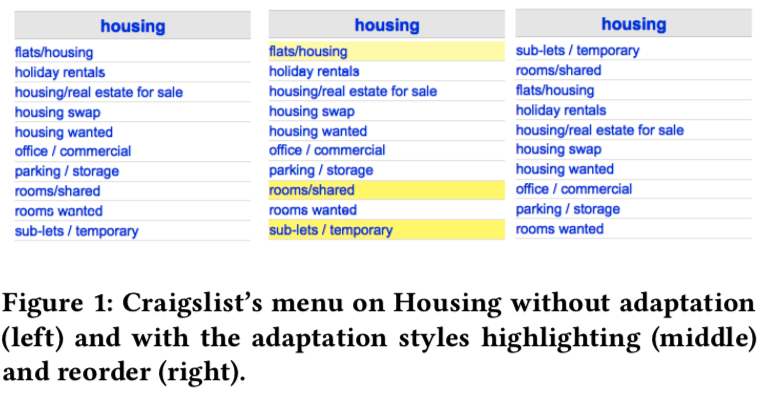 housing
flats/housing
holiday rentals
housing/real estate for sale
housing swap
housing wanted
office / commercial
parking / storage
rooms/shared
rooms wanted
sub-lets / temporary
housing
flats/housing
holiday rentals
housing/real estate for sale
housing swap
housing wanted
office / commercial
parking / storage
rooms/shared
rooms wanted
sub-lets / temporary
housing
sub-lets / temporary
rooms/shared
flats/housing
holiday rentals
housing/real estate for sale
housing swap
housing wanted
office / commercial
parking / storage
rooms wanted
Figure 1: Craigslist's menu on Housing without adaptation
(left) and with the adaptation styles highlighting (middle)
and reorder (right).